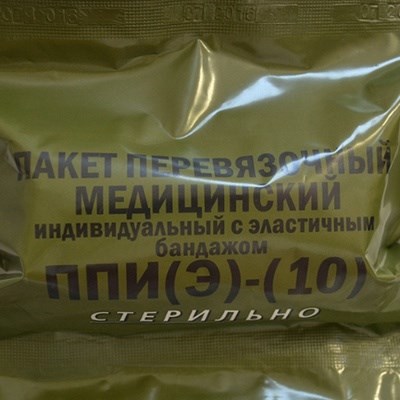 ПАКЕТ ПЕРЕВЯЗОЧНЫЙ
МЕДИЦИНСКИЙ
ИНДИВИДУАЛЬНЫЙ С ЭЛАСТИЧНЫМ
БАНДАЖОМ
ППИ(Э)-(10)
СТЕРИЛЬНО